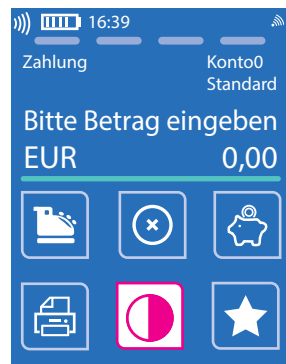 16:39
Zahlung Konto0
Standard
Bitte Betrag eingeben
EUR 0,00